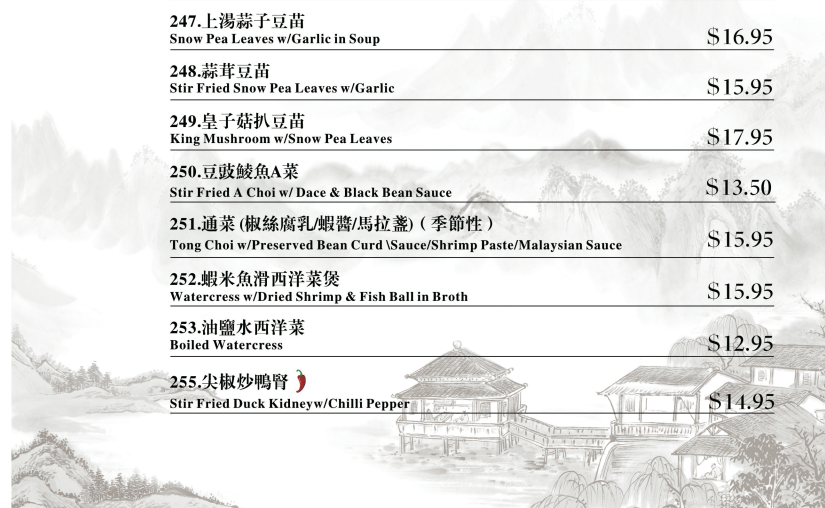 247.上湯蒜子豆苗
Snow Pea Leaves w/Garlic in Soup
$16.95
248.蒜茸豆苗
Stir Fried Snow Pea Leaves w/Garlic
$15.95
249.皇子菇扒豆苗
King Mushroom w/Snow Pea Leaves
$17.95
250.豆豉鯪魚A菜
Stir Fried A Choi w/ Dace & Black Bean Sauce
$13.50
251.通菜 (椒絲腐乳/蝦醬/馬拉盞) ( 季節性 )
Tong Choi w/Preserved Bean Curd \Sauce/Shrimp Paste/Malaysian Sauce
$15.95
252.蝦米魚滑西洋菜煲
Watercress w/Dried Shrimp & Fish Ball in Broth
$15.95
253.油鹽水西洋菜
Boiled Watercress
$12.95
255.尖椒炒鴨腎
Stir Fried Duck Kidneyw/Chilli Pepper
$14.95